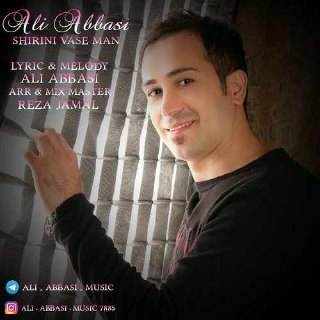 Ali Abbasi
SHIRINI VASE MAN
LYRIC & MELODY
ALI ABBASI
ARR & MIX MASTER
REZA JAMAL
ALI _ ABBASI _ MUSIC
ALI - ABBASI - MUSIC 7885